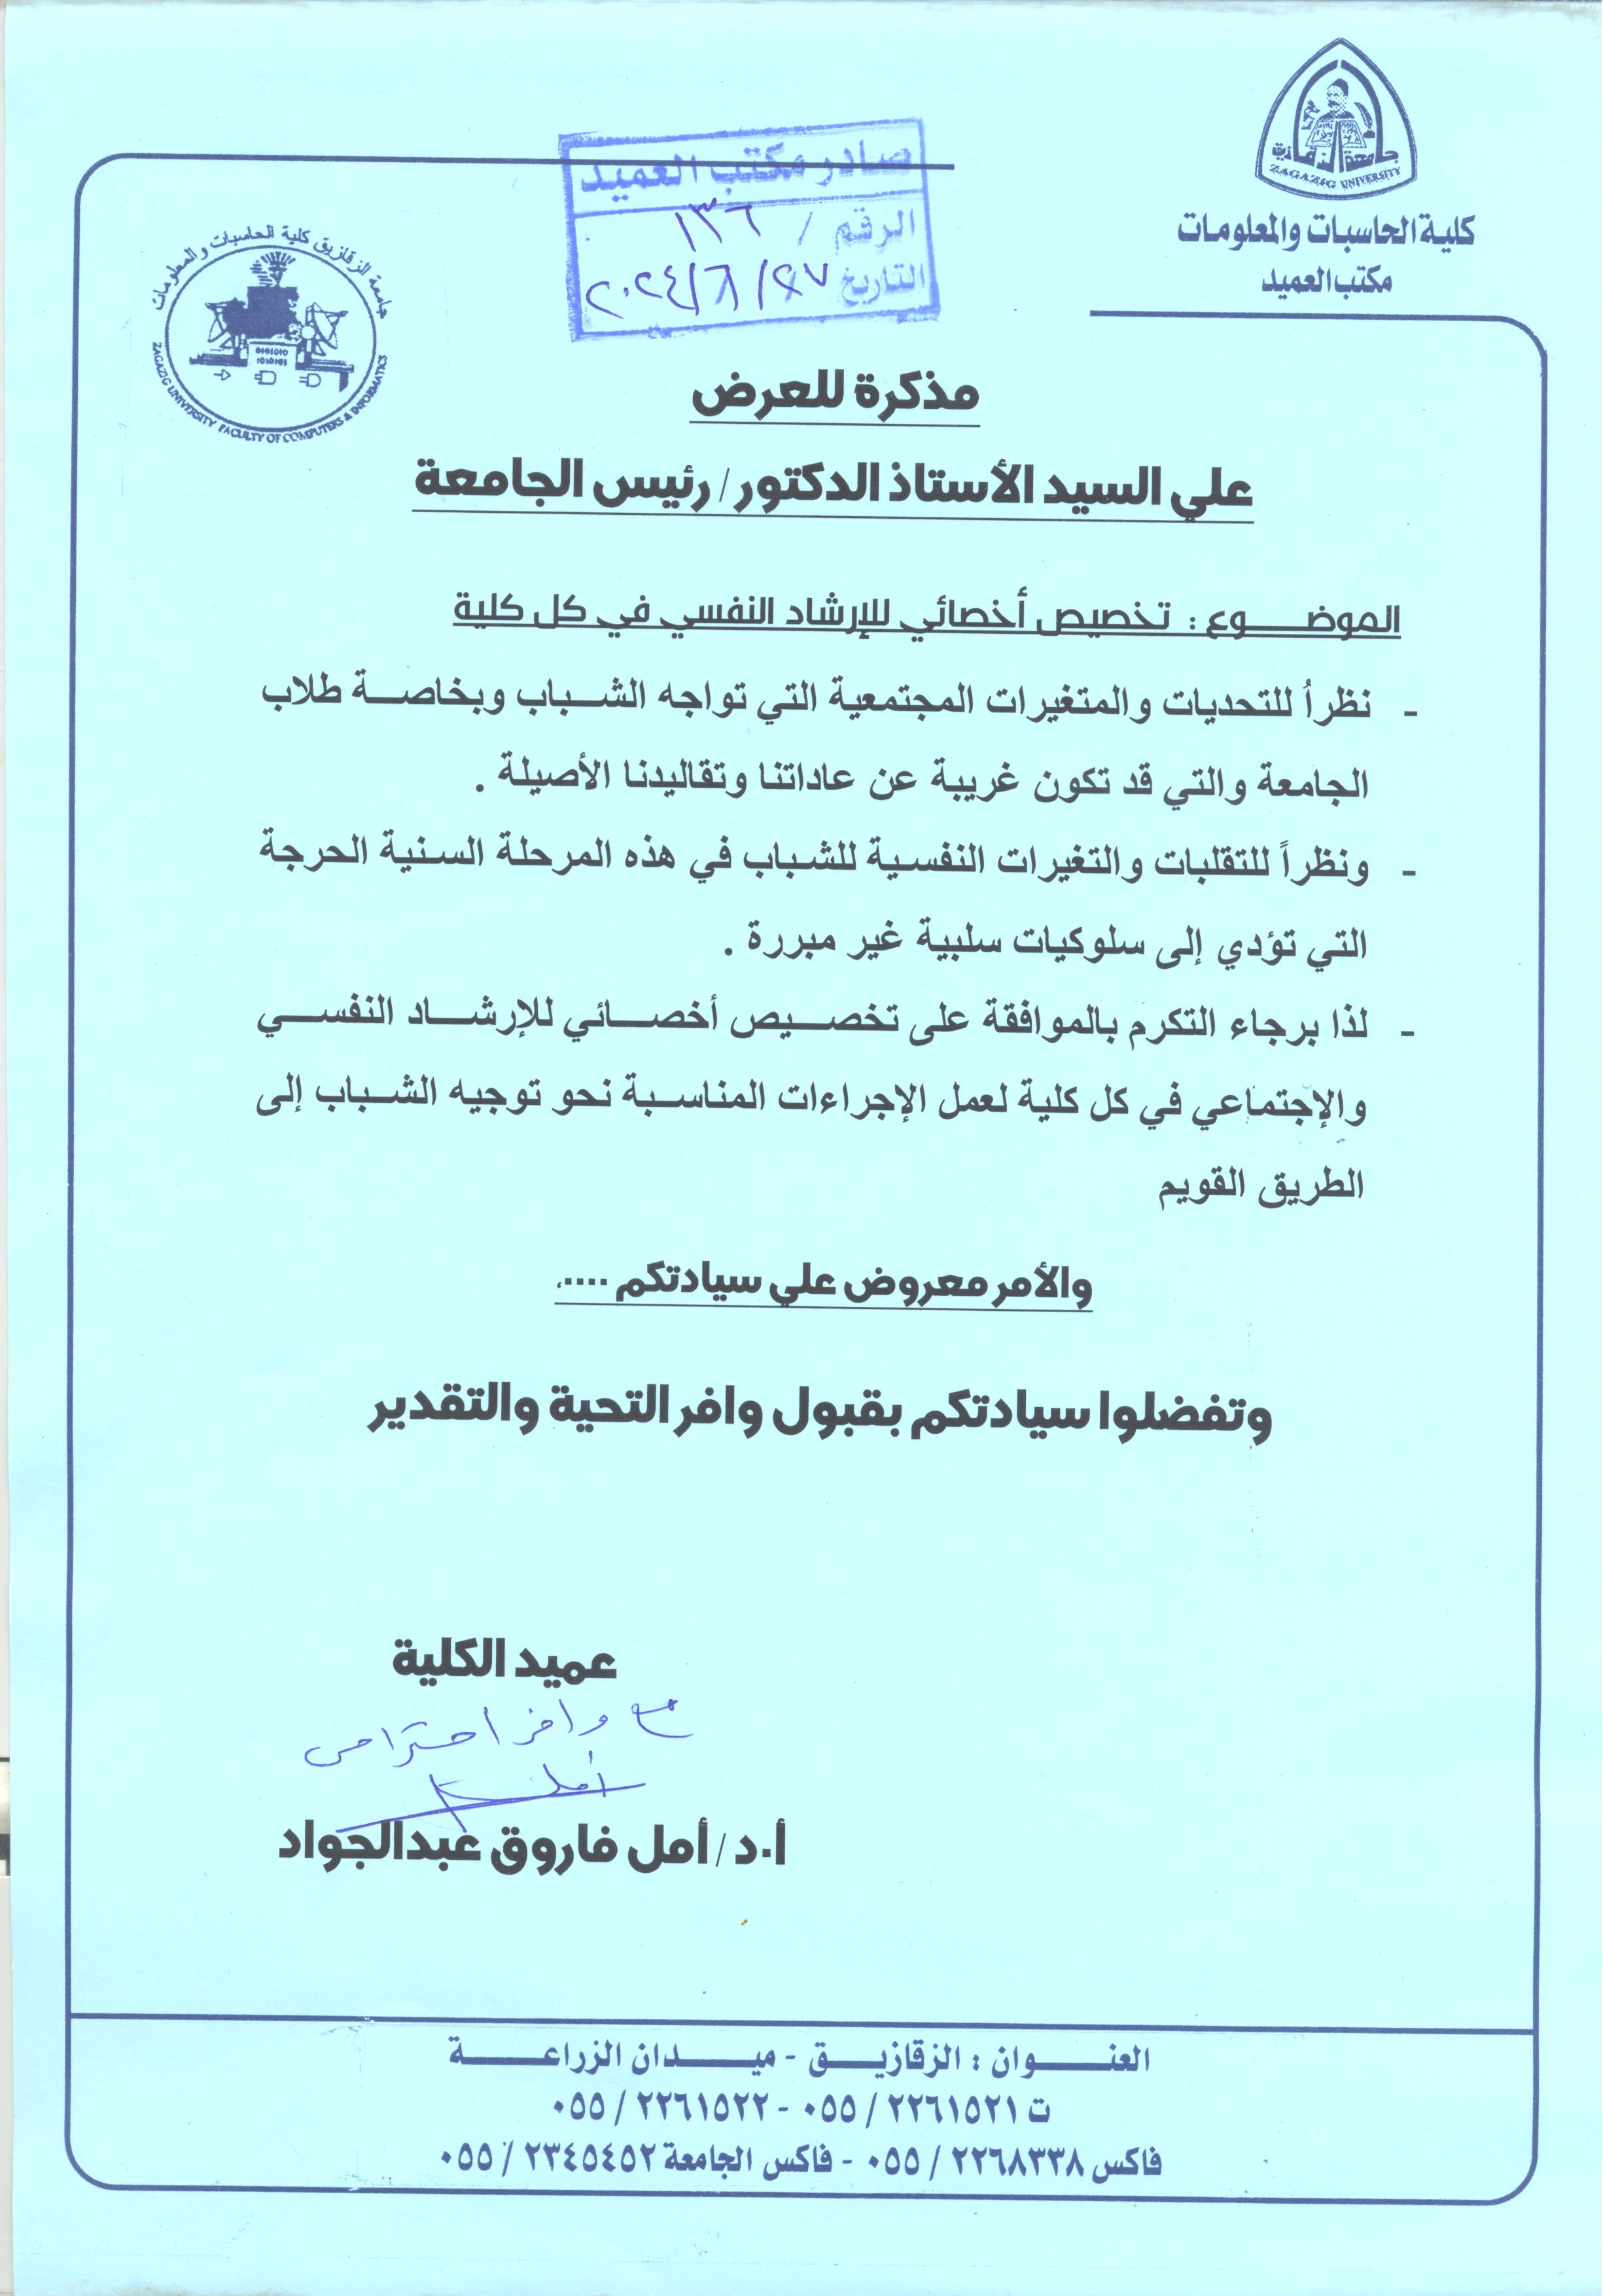 جامعة الزقازيق
ZAGAZIG UNIVERSITY
كلية الحاسبات والمعلومات
مكتب العميد
صادر مكتب العميد
الرقم / ١٣٦
التاريخ ٢٧/٦/٢٠٢٤
جامعة الزقازيق كلية الحاسبات والمعلومات
0101010
1010101
ZAGAZIG UNIVERSITY FACULTY OF COMPUTERS & INFORMATICS
مذكرة للعرض
علي السيد الأستاذ الدكتور/ رئيس الجامعة
الموضـــوع : تخصيص أخصائي للإرشاد النفسي في كل كلية
- نظراً للتحديات والمتغيرات المجتمعية التي تواجه الشباب وبخاصة طلاب
الجامعة والتي قد تكون غريبة عن عاداتنا وتقاليدنا الأصيلة .
- ونظراً للتقلبات والتغيرات النفسية للشباب في هذه المرحلة السنية الحرجة
التي تؤدي إلى سلوكيات سلبية غير مبررة .
- لذا برجاء التكرم بالموافقة على تخصيص أخصائي للإرشاد النفسي
والإجتماعي في كل كلية لعمل الإجراءات المناسبة نحو توجيه الشباب إلى
الطريق القويم
والأمر معروض علي سيادتكم ....،
وتفضلوا سيادتكم بقبول وافر التحية والتقدير
عميد الكلية
مع وافر احترامى
أ.د/ أمل فاروق عبدالجواد
العنـــوان : الزقازيـــق - ميـــدان الزراعـــة
ت ٢٢٦١٥٢١ / ٠٥٥ - ٢٢٦١٥٢٢ / ٠٥٥
فاكس ٢٢٦٨٣٣٨ / ٠٥٥ - فاكس الجامعة ٢٣٤٥٤٥٢ / ٠٥٥